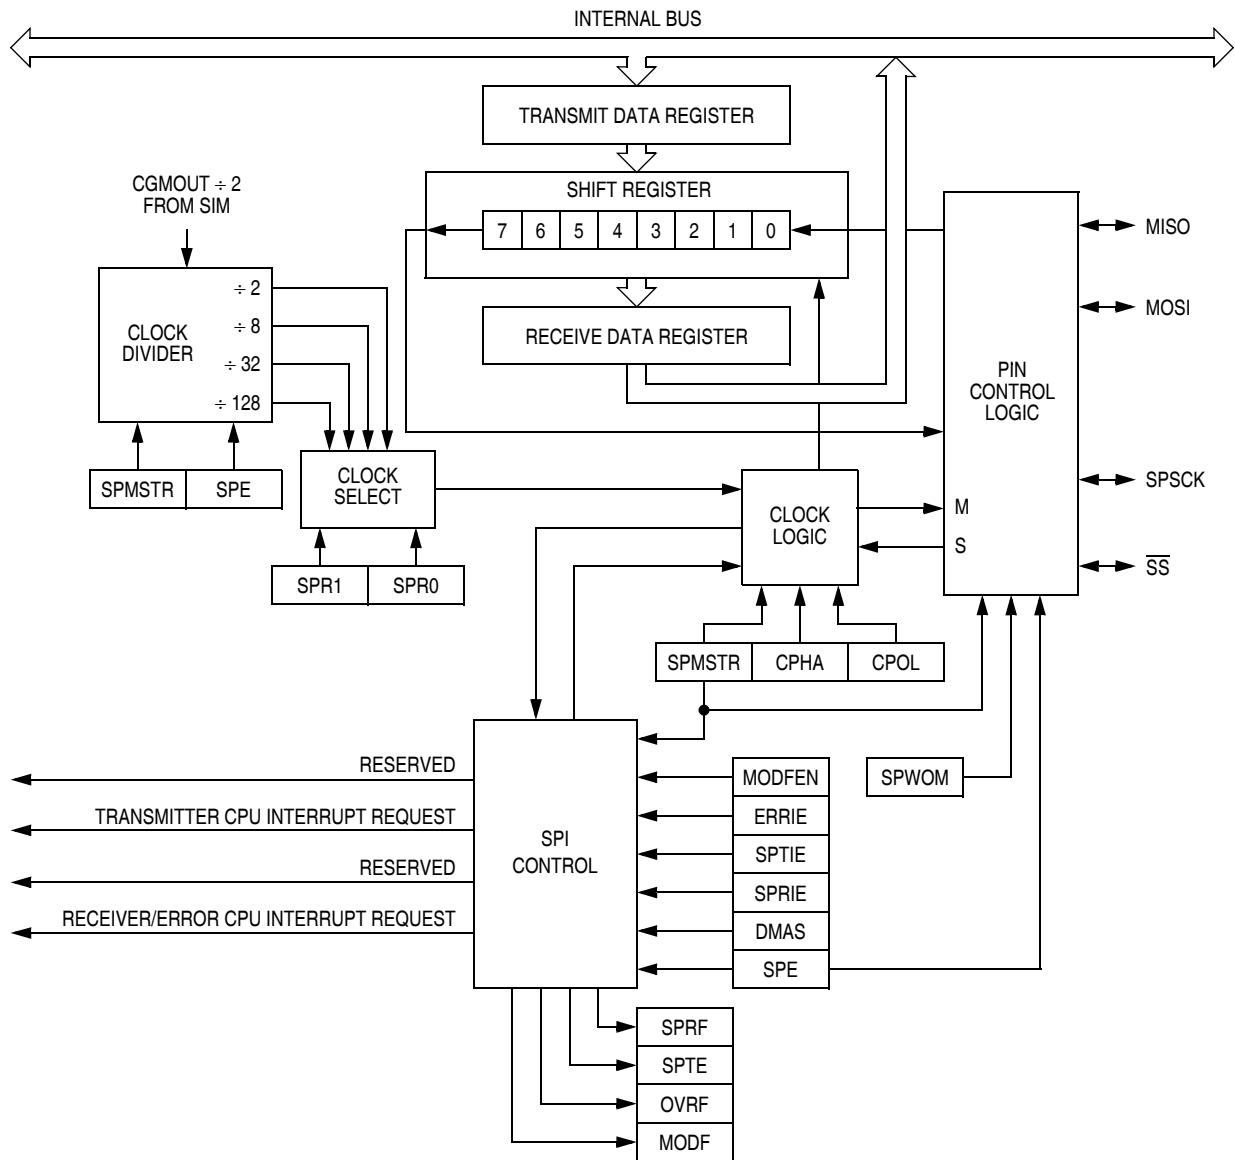 INTERNAL BUS
TRANSMIT DATA REGISTER
CGMOUT ÷ 2
FROM SIM
SHIFT REGISTER
7 6 5 4 3 2 1 0
MISO
÷ 2
CLOCK
DIVIDER
÷ 8
÷ 32
÷ 128
RECEIVE DATA REGISTER
MOSI
PIN
CONTROL
LOGIC
SPMSTR SPE
CLOCK
SELECT
SPSCK
CLOCK
LOGIC
M
S
SS
SPR1 SPR0
SPMSTR CPHA CPOL
RESERVED
TRANSMITTER CPU INTERRUPT REQUEST
RESERVED
RECEIVER/ERROR CPU INTERRUPT REQUEST
SPI
CONTROL
MODFEN
ERRIE
SPTIE
SPRIE
DMAS
SPE
SPWOM
SPRF
SPTE
OVRF
MODF